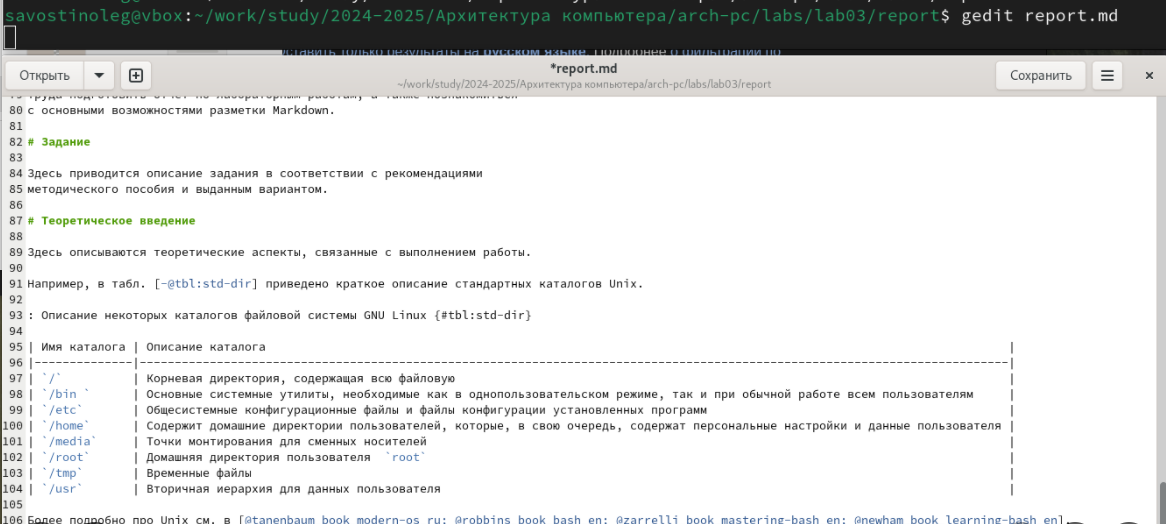 savostinoleg@vbox:~/work/study/2024-2025/Архитектура компьютера/arch-pc/labs/lab03/report$ gedit report.md
Открыть
*report.md
~/work/study/2024-2025/Архитектура компьютера/arch-pc/labs/lab03/report
Сохранить
80 с основными возможностями разметки Markdown.
81
82 # Задание
83
84 Здесь приводится описание задания в соответствии с рекомендациями
85 методического пособия и выданным вариантом.
86
87 # Теоретическое введение
88
89 Здесь описываются теоретические аспекты, связанные с выполнением работы.
90
91 Например, в табл. [-@tbl:std-dir] приведено краткое описание стандартных каталогов Unix.
92
93 : Описание некоторых каталогов файловой системы GNU Linux {#tbl:std-dir}
94
95 | Имя каталога | Описание каталога |
96 |--------------|----------------------------------------------------------------------------------------------------------------------------|
97 | `/` | Корневая директория, содержащая всю файловую |
98 | `/bin ` | Основные системные утилиты, необходимые как в однопользовательском режиме, так и при обычной работе всем пользователям |
99 | `/etc` | Общесистемные конфигурационные файлы и файлы конфигурации установленных программ |
100 | `/home` | Содержит домашние директории пользователей, которые, в свою очередь, содержат персональные настройки и данные пользователя |
101 | `/media` | Точки монтирования для сменных носителей |
102 | `/root` | Домашняя директория пользователя `root` |
103 | `/tmp` | Временные файлы |
104 | `/usr` | Вторичная иерархия для данных пользователя |
105
106 Более подробно про Unix см. в [@tanenbaum_book_modern-os_ru; @robbins_book_bash_en; @zarrelli_book_mastering-bash_en; @newham_book_learning-bash_en]